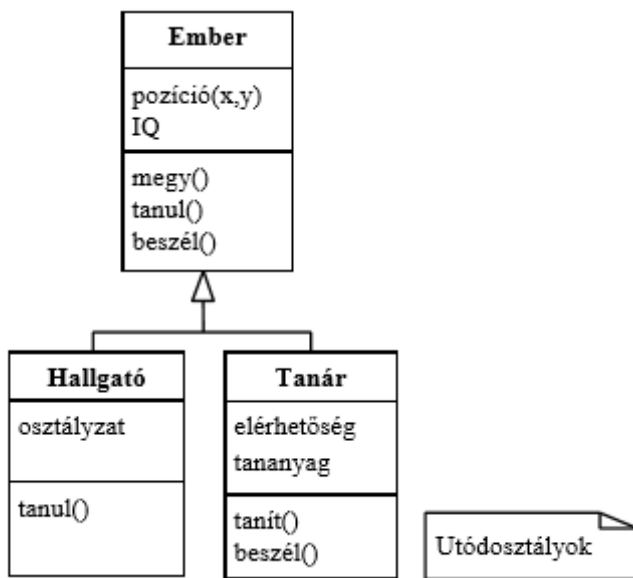 Ember
pozíció(x,y)
IQ
megy()
tanul()
beszél()
Hallgató
osztályzat
tanul()
Tanár
elérhetőség
tananyag
tanít()
beszél()
Utódosztályok